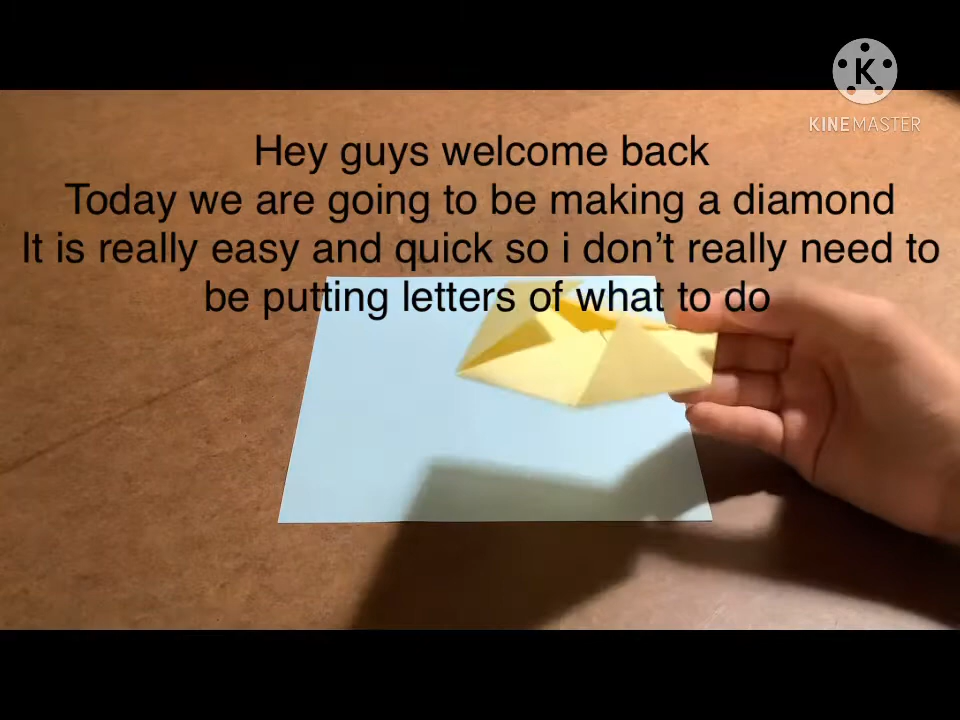 KINEMASTER
Hey guys welcome back
Today we are going to be making a diamond
It is really easy and quick so i don’t really need to
be putting letters of what to do